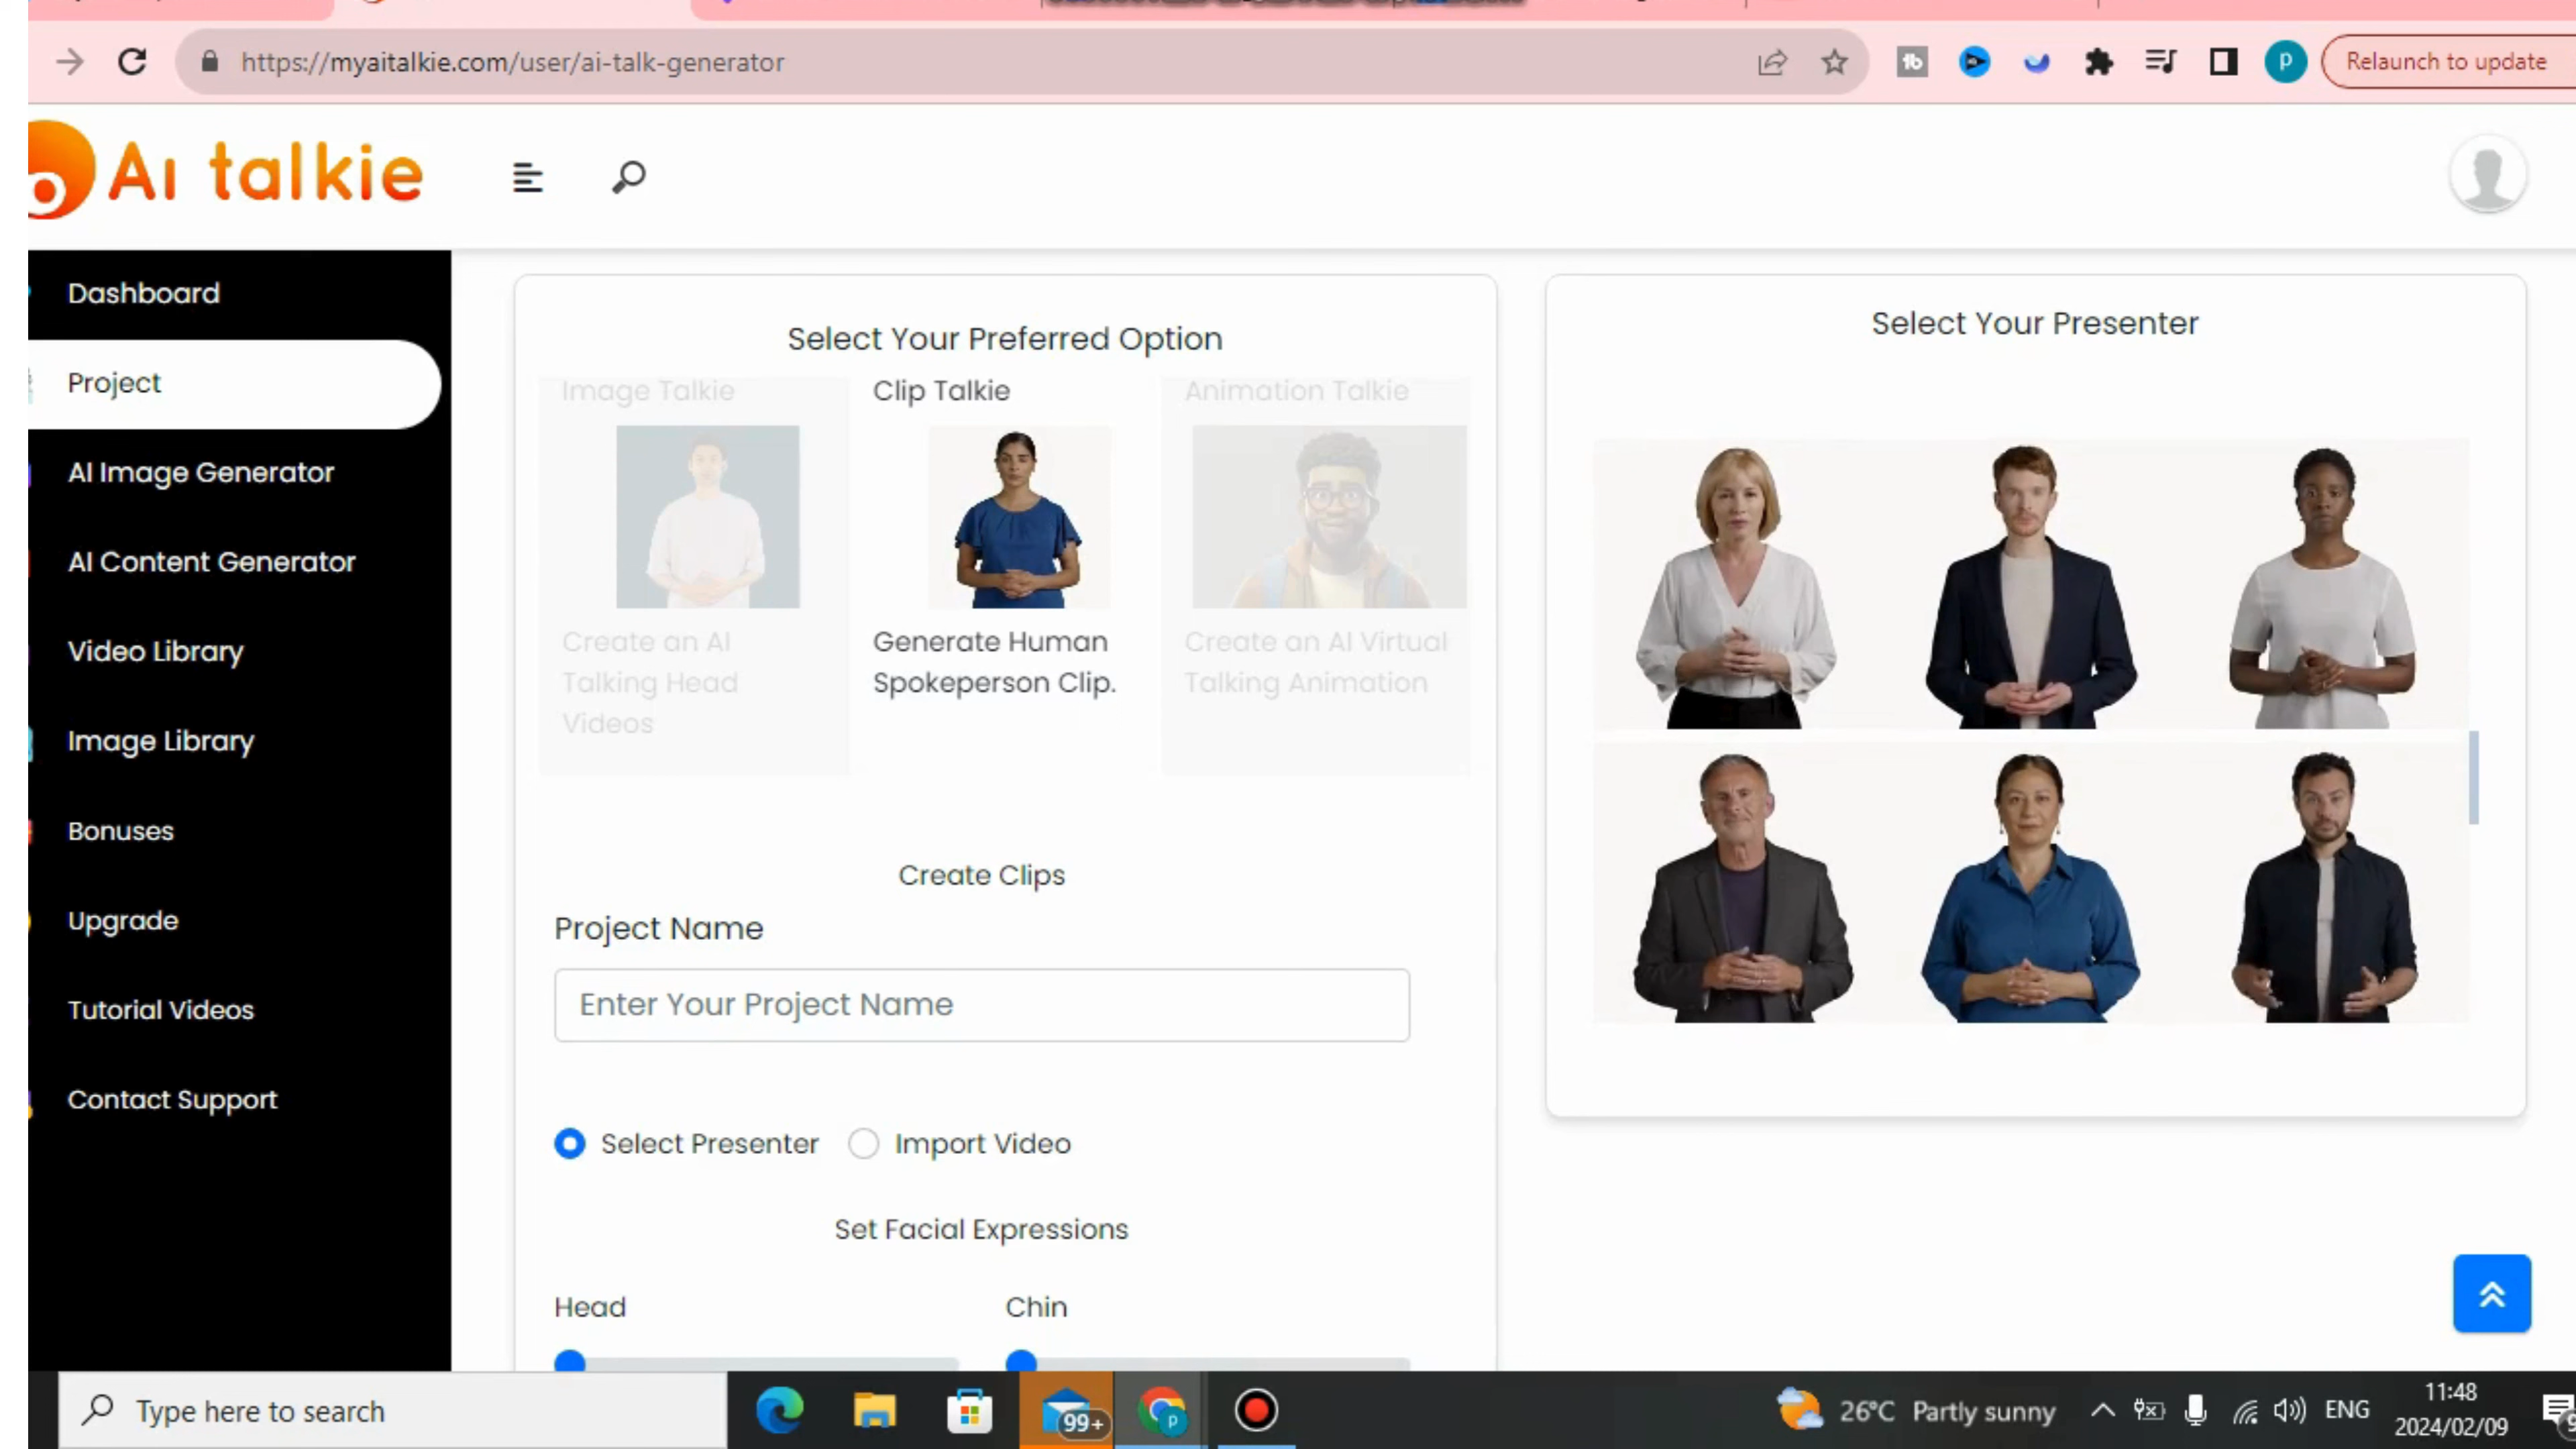 https://myaitalkie.com/user/ai-talk-generator
Relaunch to update
Ai talkie
Dashboard
Project
AI Image Generator
AI Content Generator
Video Library
Image Library
Bonuses
Upgrade
Tutorial Videos
Contact Support
Select Your Preferred Option
Image Talkie
Clip Talkie
Animation Talkie
Create an AI
Talking Head
Videos
Generate Human
Spokeperson Clip.
Create an AI Virtual
Talking Animation
Create Clips
Project Name
Enter Your Project Name
Select Presenter
Import Video
Set Facial Expressions
Head
Chin
Select Your Presenter
Type here to search
99+
p
26°C Partly sunny
ENG
11:48
2024/02/09